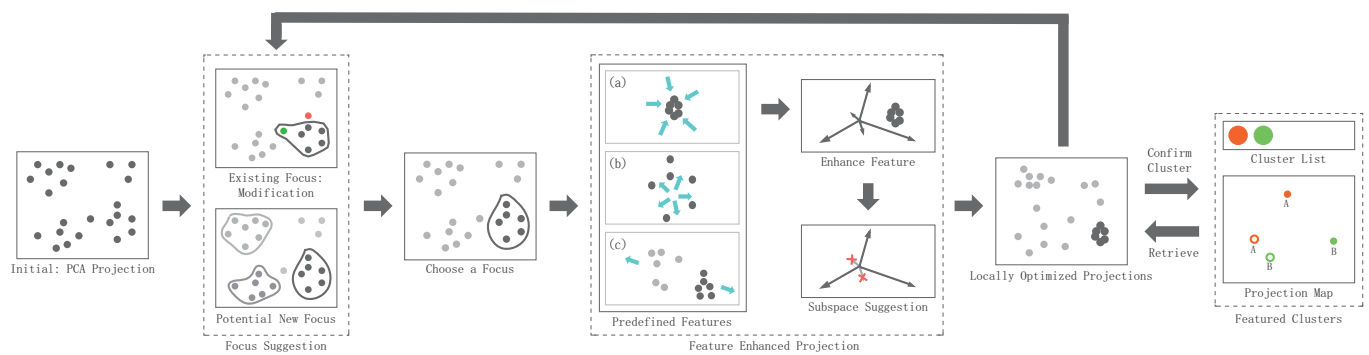 Initial: PCA Projection
Existing Focus:
Modification
Potential New Focus
Focus Suggestion
Choose a Focus
(a)
(b)
(c)
Predefined Features
Enhance Feature
Subspace Suggestion
Feature Enhanced Projection
Locally Optimized Projections
Confirm
Cluster
Retrieve
Cluster List
A
A
B
B
Projection Map
Featured Clusters